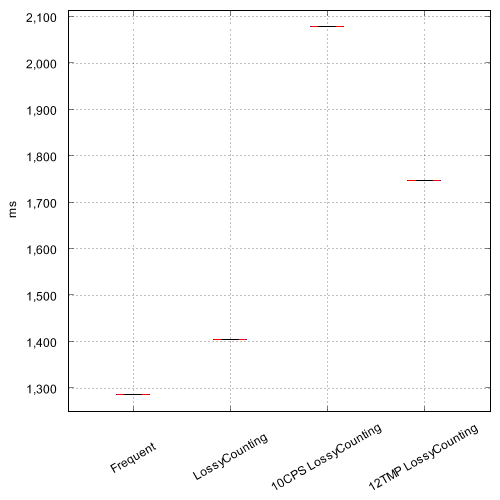 2,100
2,000
1,900
1,800
1,700
1,600
1,500
1,400
1,300
ms
Frequent
LossyCounting
10CPS LossyCounting
12TMP LossyCounting